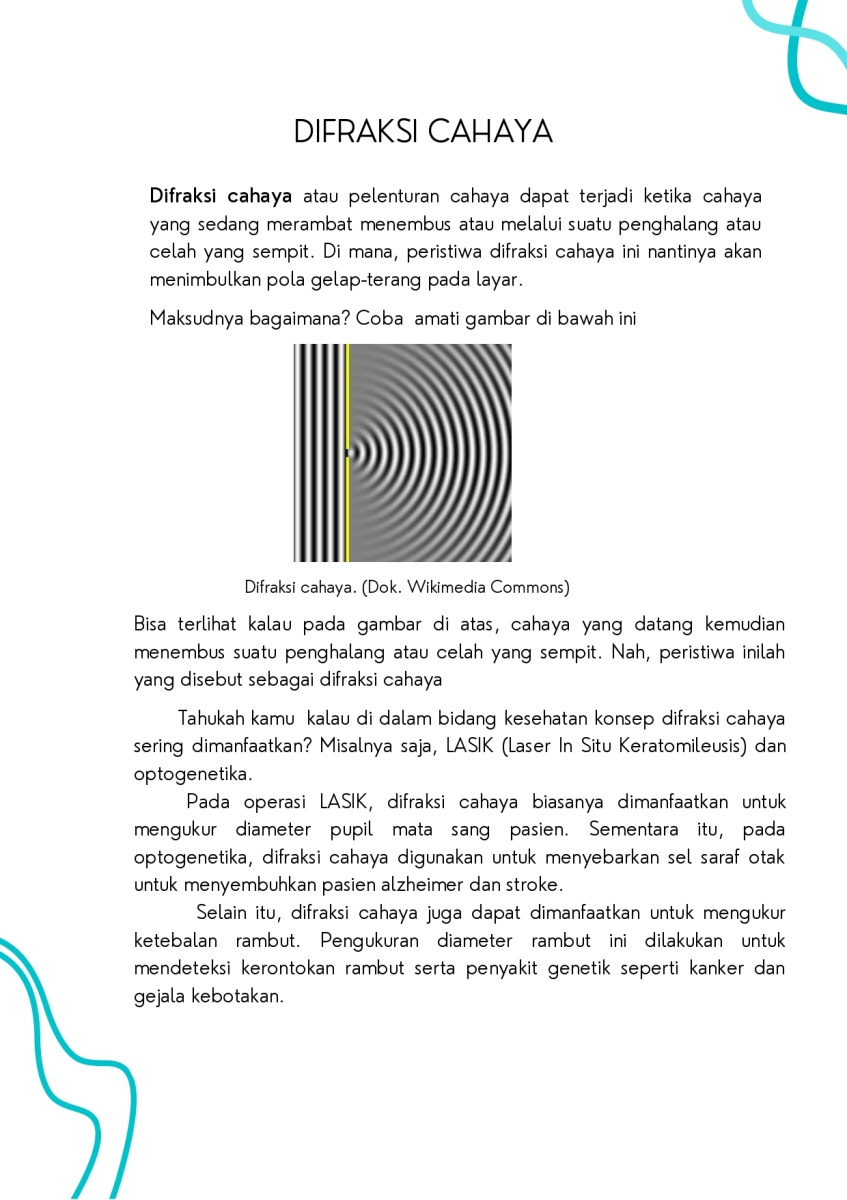 DIFRAKSI CAHAYA
Difraksi cahaya atau pelenturan cahaya dapat terjadi ketika cahaya
yang sedang merambat menembus atau melalui suatu penghalang atau
celah yang sempit. Di mana, peristiwa difraksi cahaya ini nantinya akan
menimbulkan pola gelap-terang pada layar.
Maksudnya bagaimana? Coba amati gambar di bawah ini
Difraksi cahaya. (Dok. Wikimedia Commons)
Bisa terlihat kalau pada gambar di atas, cahaya yang datang kemudian
menembus suatu penghalang atau celah yang sempit. Nah, peristiwa inilah
yang disebut sebagai difraksi cahaya
Tahukah kamu kalau di dalam bidang kesehatan konsep difraksi cahaya
sering dimanfaatkan? Misalnya saja, LASIK (Laser In Situ Keratomileusis) dan
optogenetika.
Pada operasi LASIK, difraksi cahaya biasanya dimanfaatkan untuk
mengukur diameter pupil mata sang pasien. Sementara itu, pada
optogenetika, difraksi cahaya digunakan untuk menyebarkan sel saraf otak
untuk menyembuhkan pasien alzheimer dan stroke.
Selain itu, difraksi cahaya juga dapat dimanfaatkan untuk mengukur
ketebalan rambut. Pengukuran diameter rambut ini dilakukan untuk
mendeteksi kerontokan rambut serta penyakit genetik seperti kanker dan
gejala kebotakan.